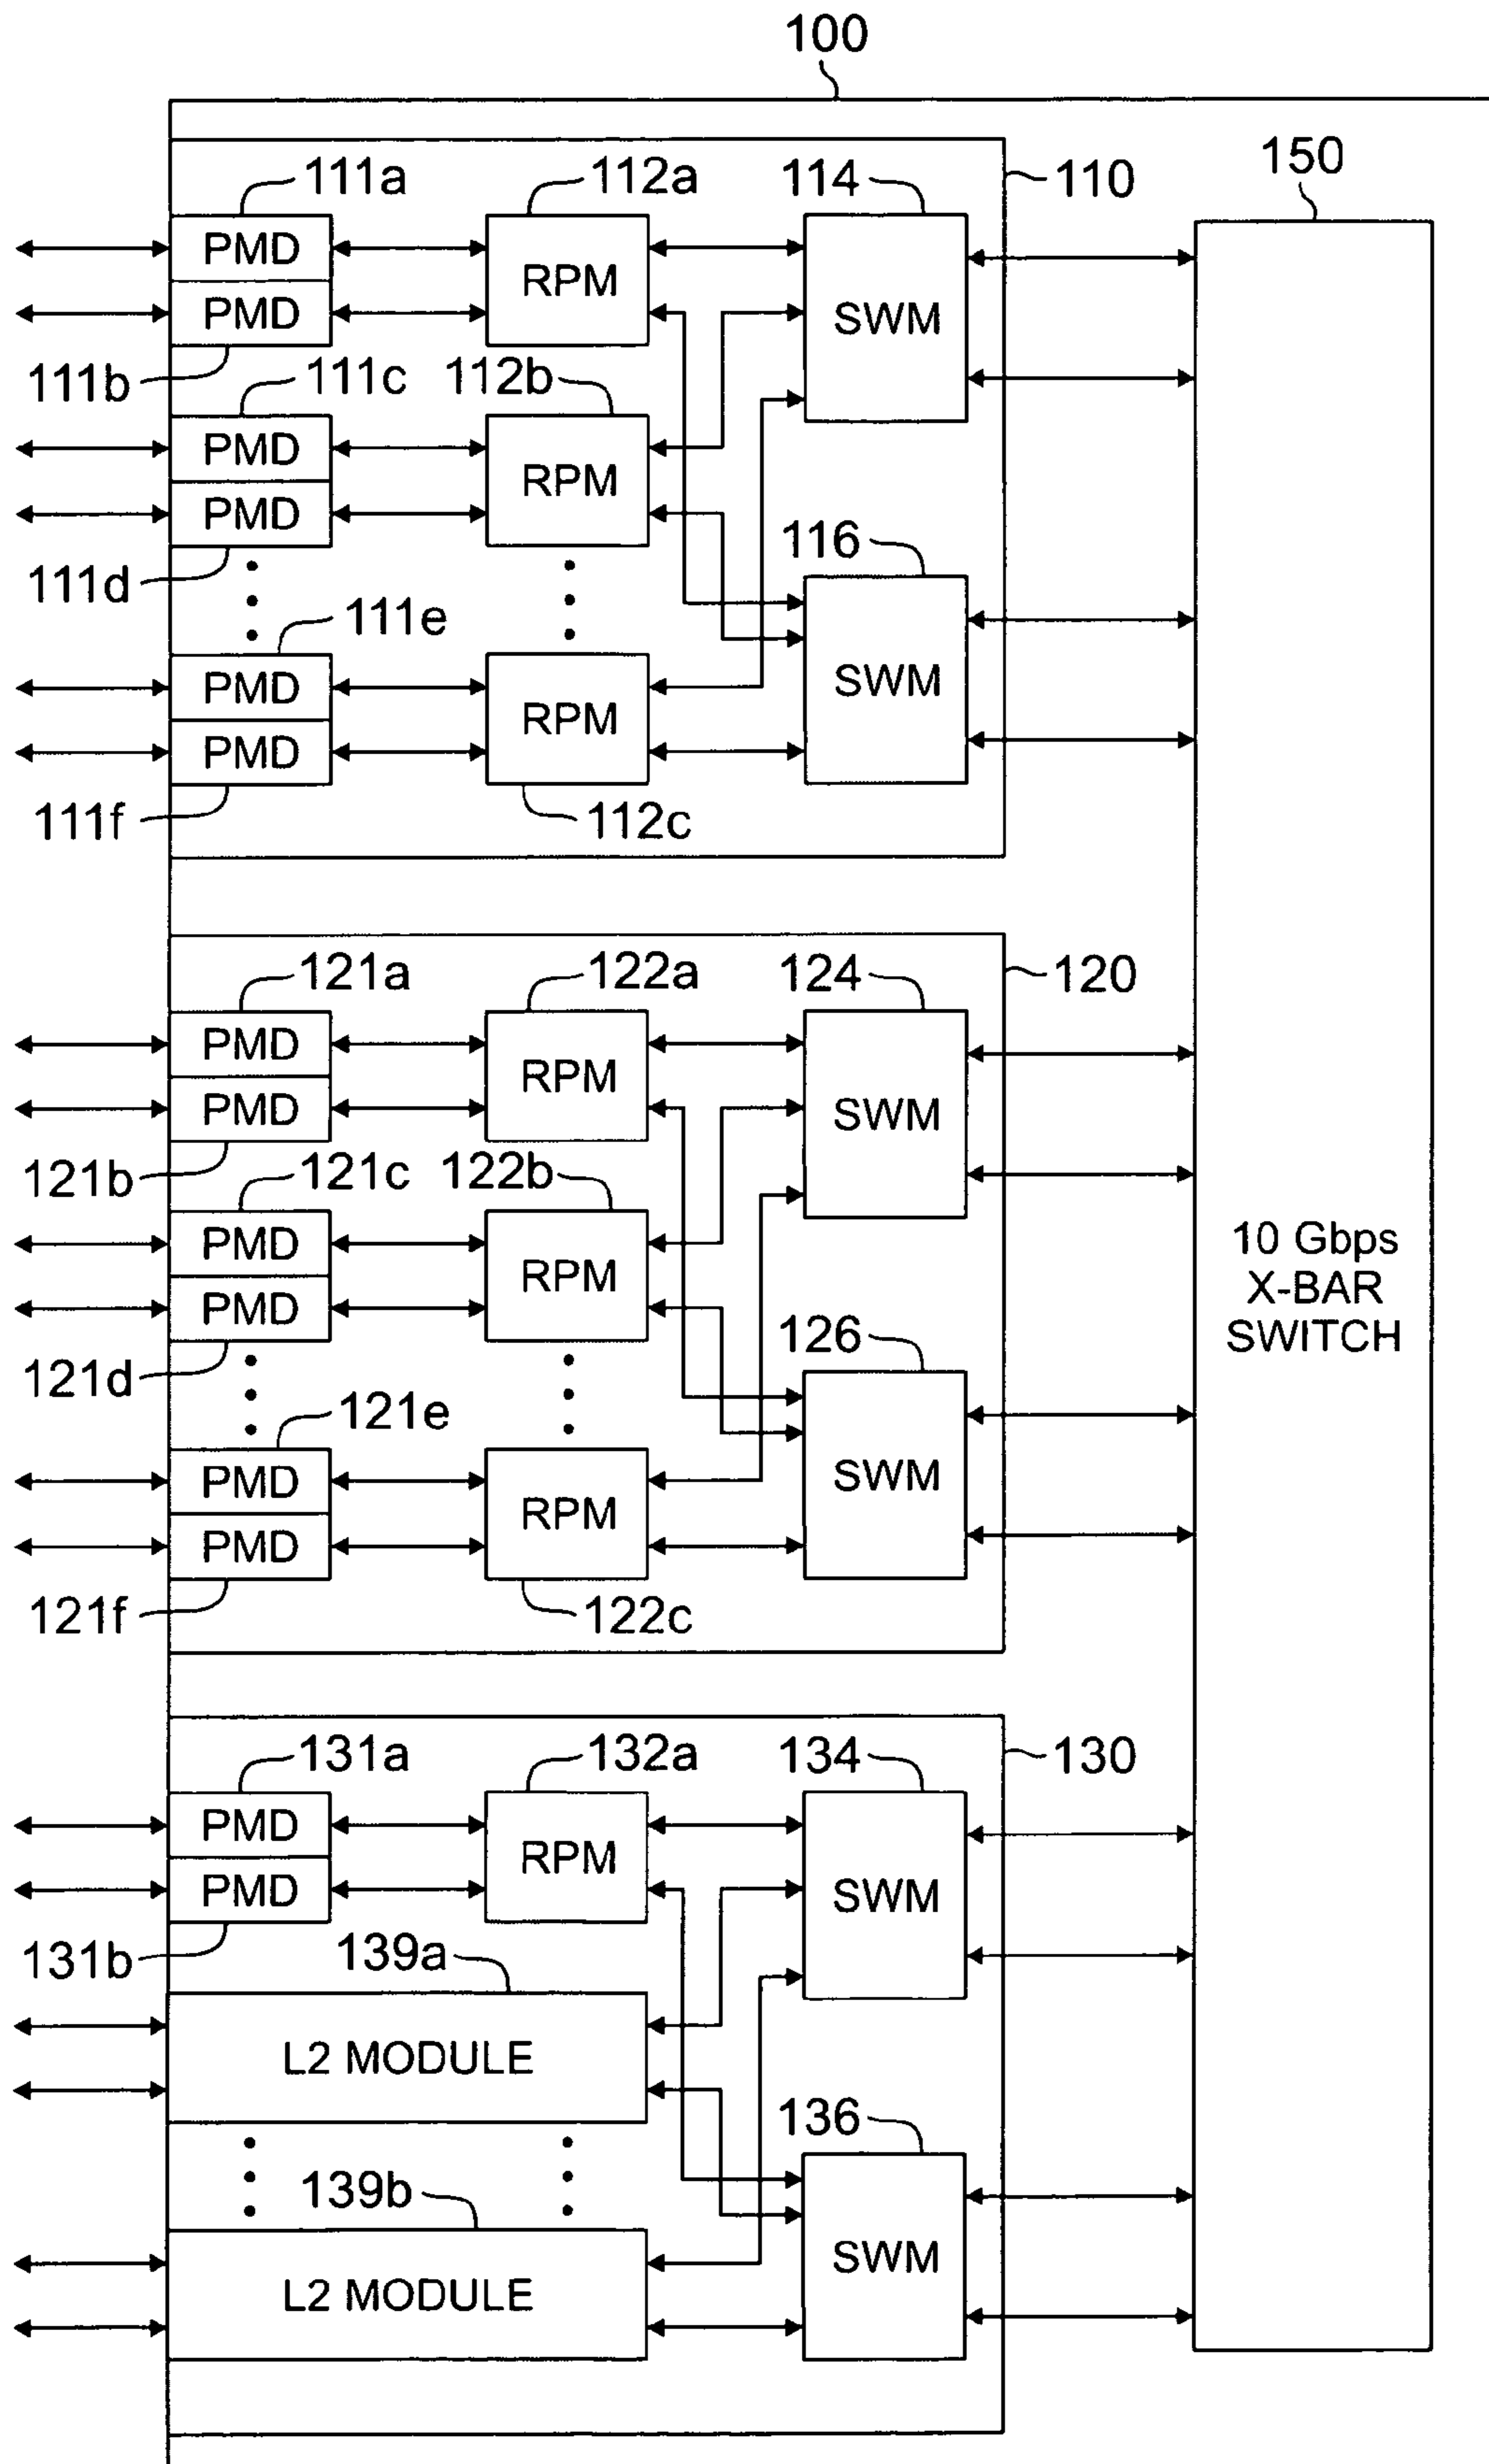 100
150
111a
112a
114
110
PMD
PMD
RPM
SWM
111b
111c
112b
PMD
PMD
RPM
111d
116
111e
PMD
PMD
RPM
SWM
111f
112c
121a
122a
124
120
PMD
PMD
RPM
SWM
121b
121c
122b
PMD
PMD
RPM
10 Gbps
X-BAR
SWITCH
121d
126
121e
PMD
PMD
RPM
SWM
121f
122c
131a
132a
134
130
PMD
PMD
RPM
SWM
131b
139a
L2 MODULE
136
139b
L2 MODULE
SWM